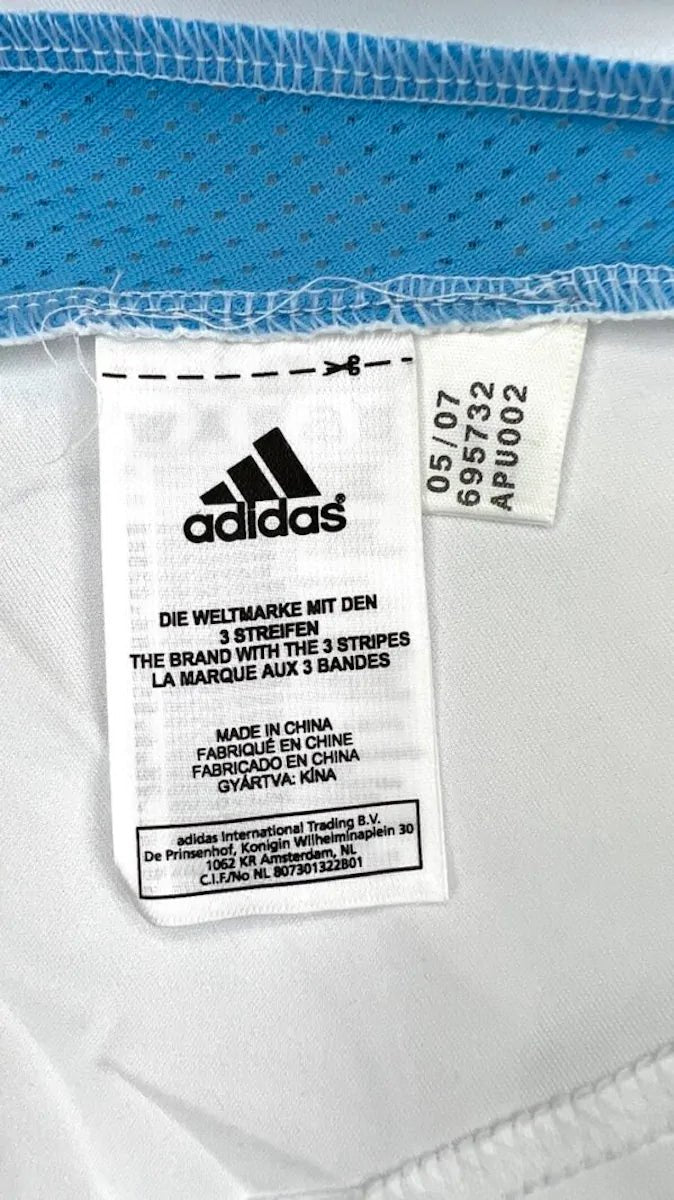 adidas®
DIE WELTMARKE MIT DEN
3 STREIFEN
THE BRAND WITH THE 3 STRIPES
LA MARQUE AUX 3 BANDES
MADE IN CHINA
FABRIQUÉ EN CHINE
FABRICADO EN CHINA
GYÁRTVA: KÍNA
adidas International Trading B.V.
De Prinsenhof, Konigin Wilhelminaplein 30
1062 KR Amsterdam, NL
C.I.F./No NL 807301322B01
05/07
695732
APU002